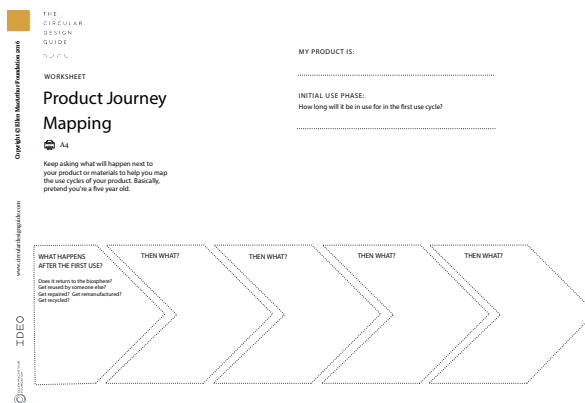 THE
CIRCULAR
DESIGN
GUIDE
WORKSHEET
Product Journey
Mapping
A4
Keep asking what will happen next to
your product or materials to help you map
the use cycles of your product. Basically,
pretend you're a five year old.
MY PRODUCT IS:
INITIAL USE PHASE:
How long will it be in use for in the first use cycle?
WHAT HAPPENS
AFTER THE FIRST USE?
Does it return to the biosphere?
Get reused by someone else?
Get repaired? Get remanufactured?
Get recycled?
THEN WHAT?
THEN WHAT?
THEN WHAT?
THEN WHAT?
Copyright © Ellen MacArthur Foundation 2016
www.circulardesignguide.com
IDEO
ELLEN MACARTHUR
FOUNDATION